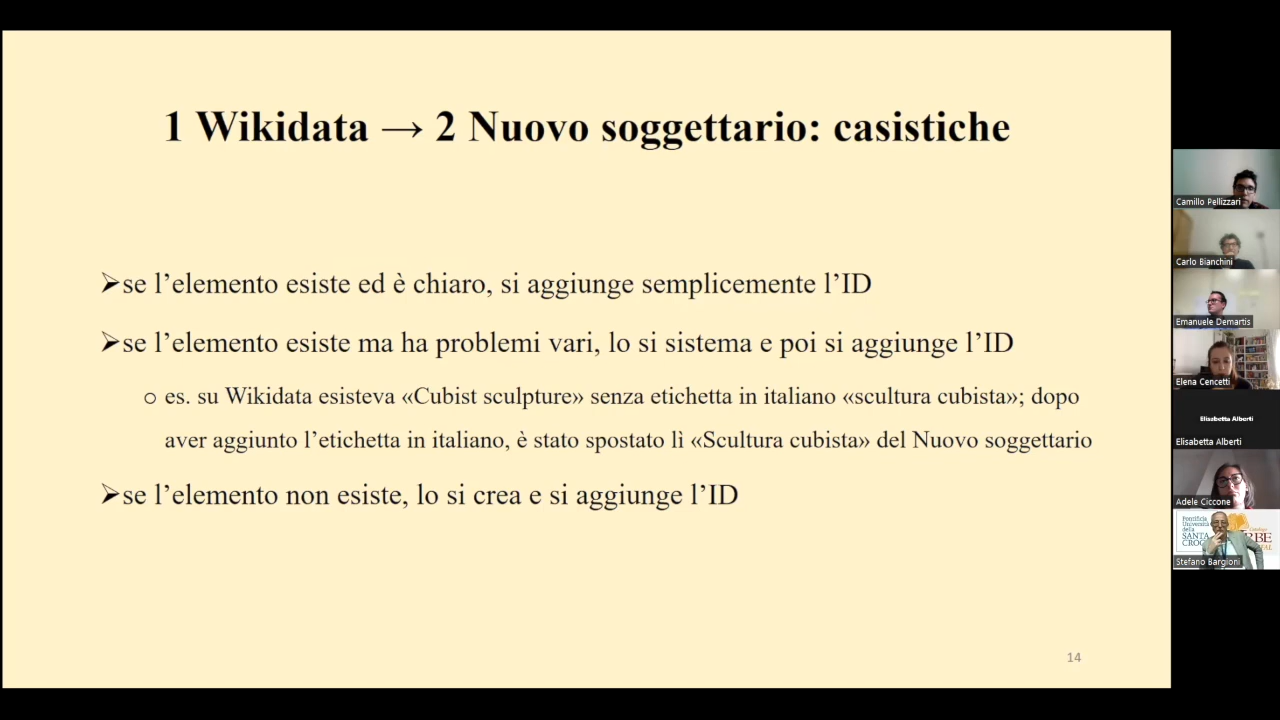 1 Wikidata → 2 Nuovo soggettario: casistiche
➢se l’elemento esiste ed è chiaro, si aggiunge semplicemente l’ID
➢se l’elemento esiste ma ha problemi vari, lo si sistema e poi si aggiunge l’ID
o es. su Wikidata esisteva «Cubist sculpture» senza etichetta in italiano «scultura cubista»; dopo
aver aggiunto l’etichetta in italiano, è stato spostato lì «Scultura cubista» del Nuovo soggettario
➢se l’elemento non esiste, lo si crea e si aggiunge l’ID
14
Camillo Pellizzari
Carlo Bianchini
Emanuele Demartis
Elena Cencetti
Elisabetta Alberti
Elisabetta Alberti
Adele Ciccone
Pontificia
Università
della
SANTA
Stefano Bargioni